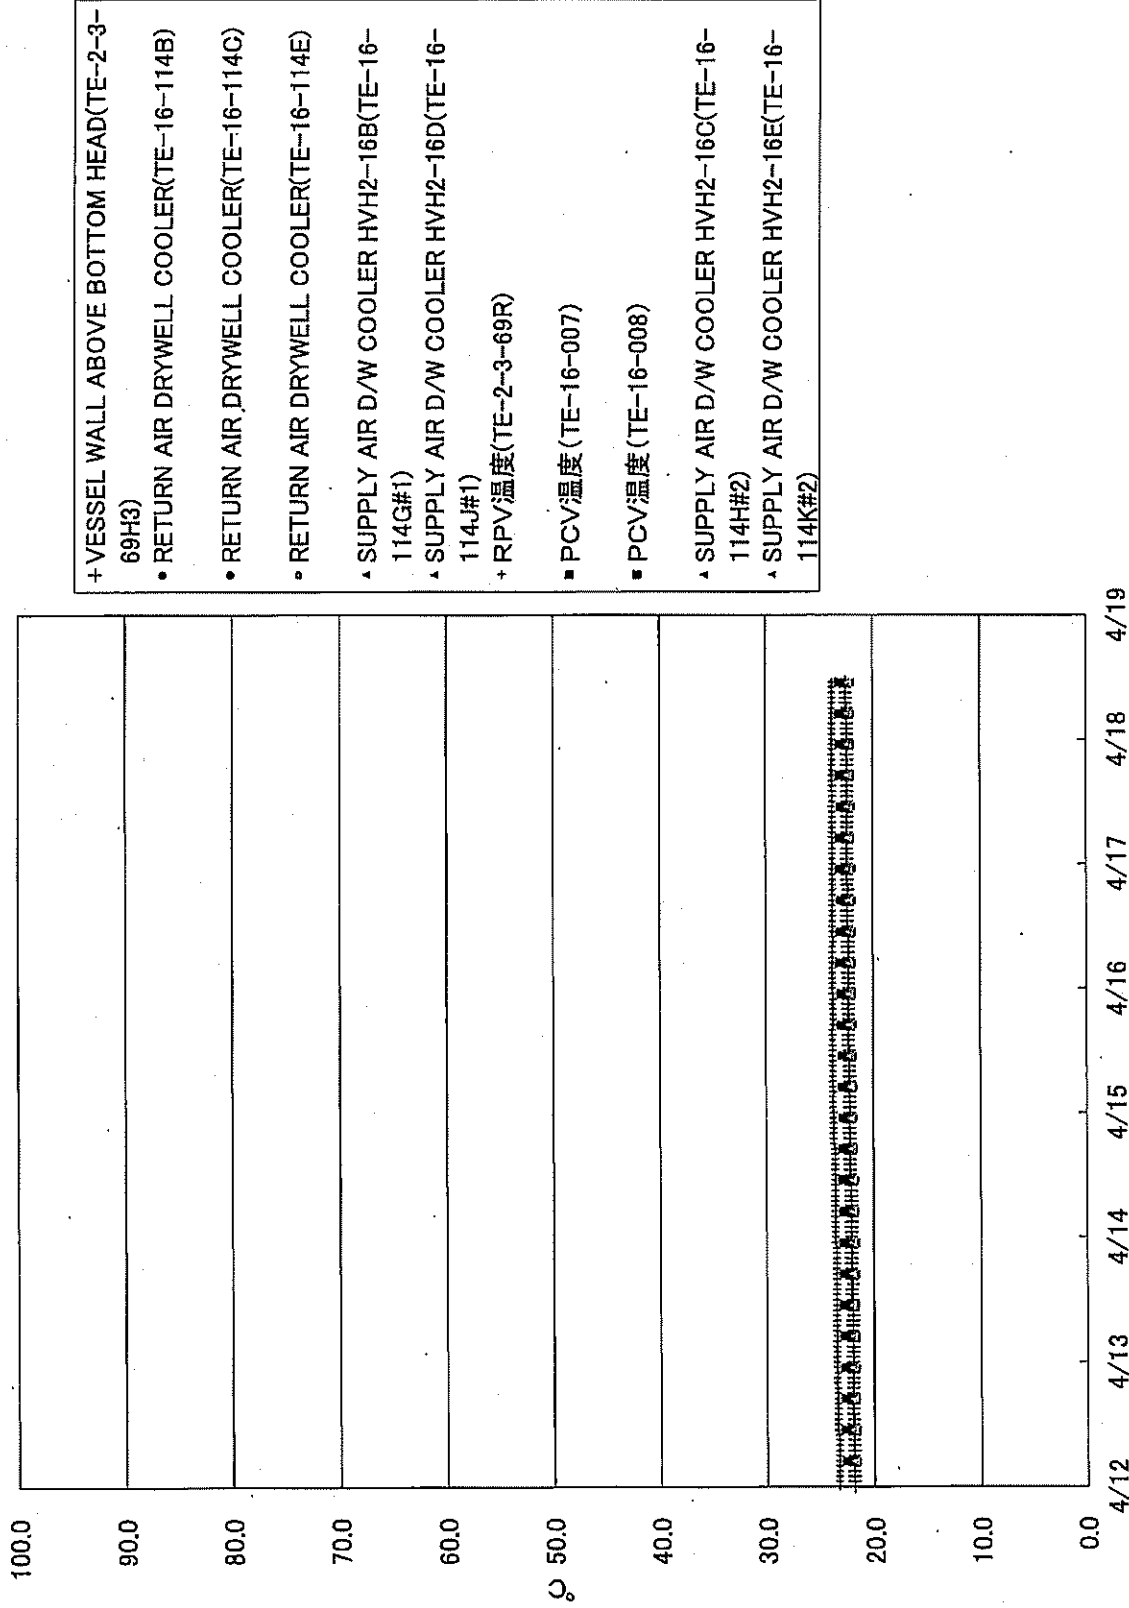 100.0
90.0
80.0
70.0
60.0
50.0
40.0
30.0
20.0
10.0
0.0
℃
4/12
4/13
4/14
4/15
4/16
4/17
4/18
4/19
+VESSEL WALL ABOVE BOTTOM HEAD(TE-2-3-
69H3)
● RETURN AIR DRYWELL COOLER(TE-16-114B)
● RETURN AIR DRYWELL COOLER(TE-16-114C)
○ RETURN AIR DRYWELL COOLER(TE-16-114E)
▲ SUPPLY AIR D/W COOLER HVH2-16B(TE-16-
114G#1)
▲ SUPPLY AIR D/W COOLER HVH2-16D(TE-16-
114J#1)
+ RPV温度(TE-2-3-69R)
■ PCV温度(TE-16-007)
■ PCV温度(TE-16-008)
▲ SUPPLY AIR D/W COOLER HVH2-16C(TE-16-
114H#2)
▲ SUPPLY AIR D/W COOLER HVH2-16E(TE-16-
114K#2)